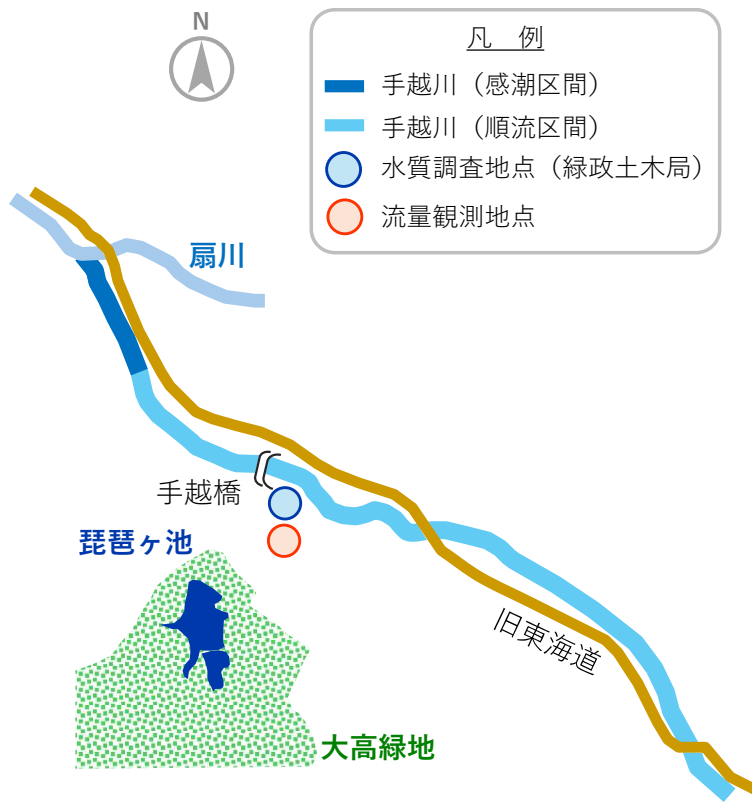 N
凡 例
手越川（感潮区間）
手越川（順流区間）
水質調査地点（緑政土木局）
流量観測地点
扇川
手越橋
琵琶ヶ池
旧東海道
大高緑地